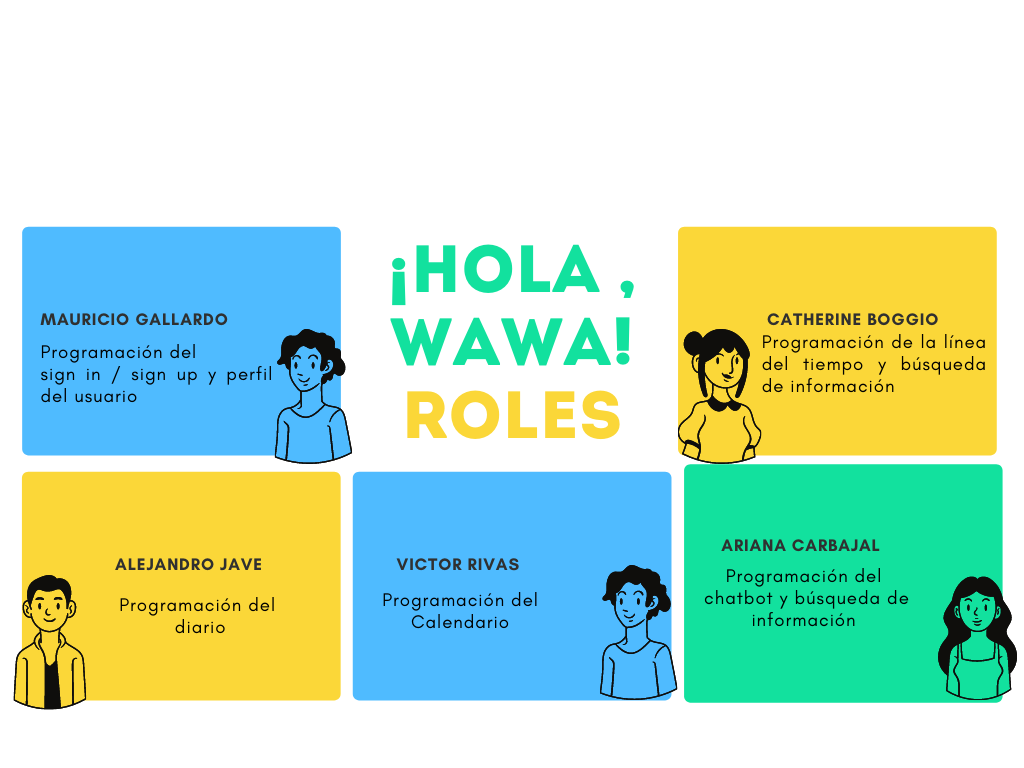 ¡HOLA ,
WAWA!
ROLES
MAURICIO GALLARDO
Programación del
sign in / sign up y perfil
del usuario
CATHERINE BOGGIO
Programación de la línea
del tiempo y búsqueda
de información
ALEJANDRO JAVE
Programación del
diario
VICTOR RIVAS
Programación del
Calendario
ARIANA CARBAJAL
Programación del
chatbot y búsqueda de
información